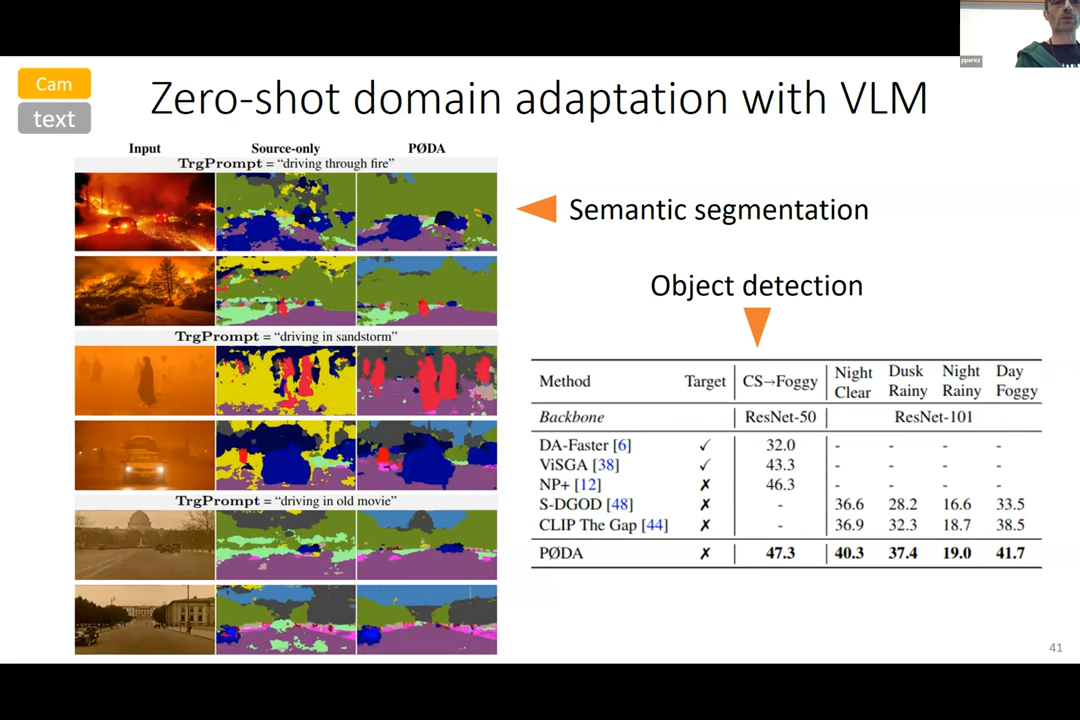 pperez
Cam
text
Zero-shot domain adaptation with VLM
Input Source-only PØDA
TrgPrompt = “driving through fire”
TrgPrompt = “driving in sandstorm”
TrgPrompt = “driving in old movie”
Semantic segmentation
Object detection
Method Target CS→Foggy Night Clear Dusk Rainy Night Rainy Day Foggy
Backbone ResNet-50 ResNet-101
DA-Faster [6] ✓ 32.0 - - - -
ViSGA [38] ✓ 43.3 - - - -
NP+ [12] ✗ 46.3 - - - -
S-DGOD [48] ✗ - 36.6 28.2 16.6 33.5
CLIP The Gap [44] ✗ - 36.9 32.3 18.7 38.5
PØDA ✗ 47.3 40.3 37.4 19.0 41.7
41